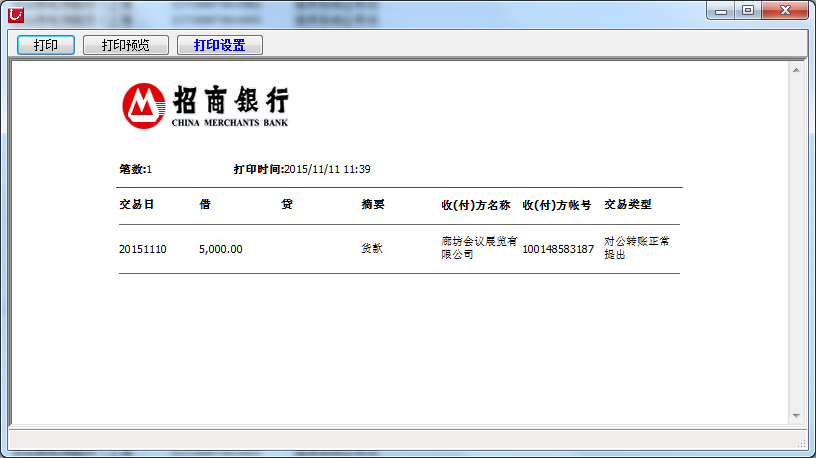 打印 打印预览 打印设置
招商银行
CHINA MERCHANTS BANK
笔数:1 打印时间:2015/11/11 11:39
交易日 借 贷 摘要 收(付)方名称 收(付)方帐号 交易类型
20151110 5,000.00 货款 廊坊会议展览有 100148583187 对公转账正常
限公司 提出